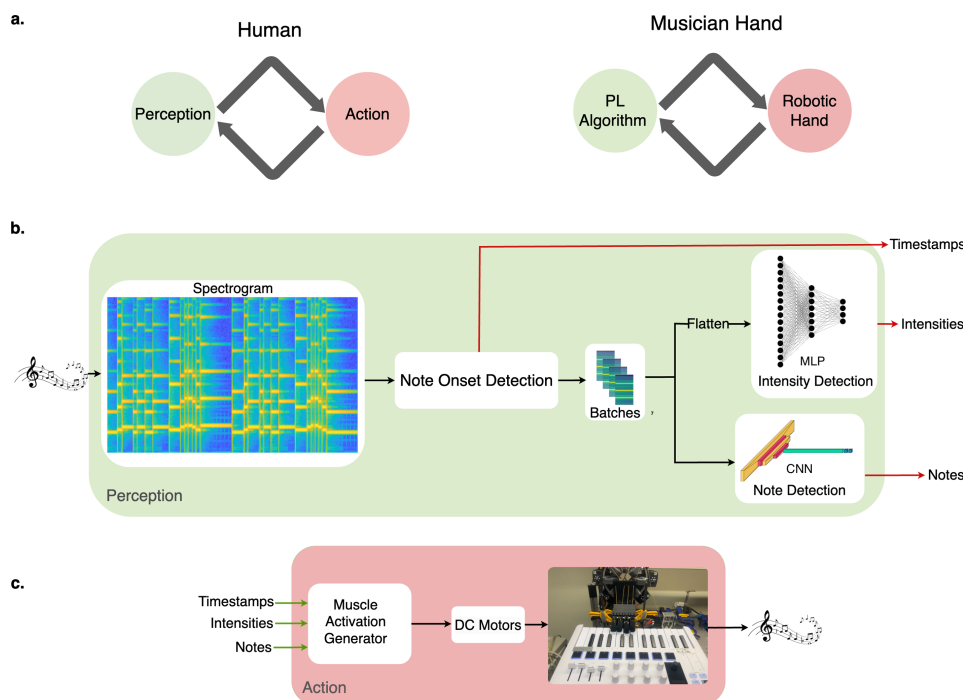 a.
Human
Musician Hand
Perception
Action
PL
Algorithm
Robotic
Hand
b.
Timestamps
Spectrogram
Flatten
MLP
Intensity Detection
Intensities
Note Onset Detection
Batches
,
CNN
Note Detection
Notes
Perception
c.
Timestamps
Intensities
Notes
Muscle
Activation
Generator
DC Motors
Action